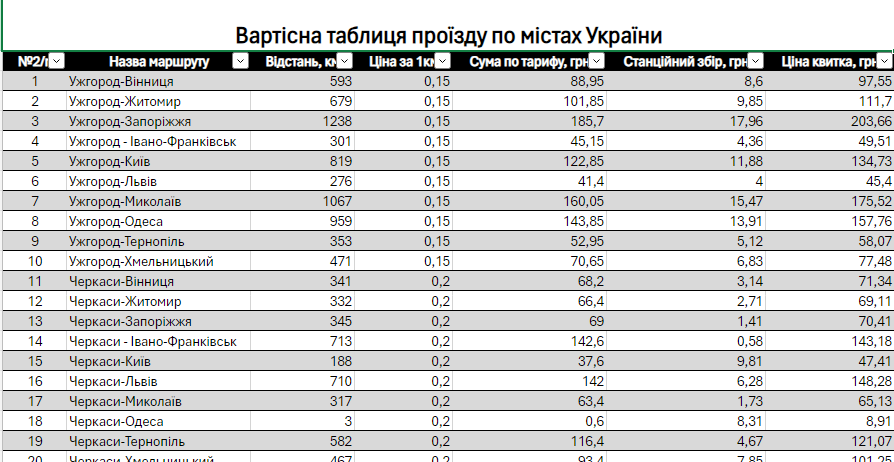 Вартісна таблиця проїзду по містах України
№2/г Назва маршруту Відстань, км Ціна за 1км Сума по тарифу, грн Станційний збір, грн Ціна квитка, грн
1 Ужгород-Вінниця 593 0,15 88,95 8,6 97,55
2 Ужгород-Житомир 679 0,15 101,85 9,85 111,7
3 Ужгород-Запоріжжя 1238 0,15 185,7 17,96 203,66
4 Ужгород - Івано-Франківськ 301 0,15 45,15 4,36 49,51
5 Ужгород-Київ 819 0,15 122,85 11,88 134,73
6 Ужгород-Львів 276 0,15 41,4 4 45,4
7 Ужгород-Миколаїв 1067 0,15 160,05 15,47 175,52
8 Ужгород-Одеса 959 0,15 143,85 13,91 157,76
9 Ужгород-Тернопіль 353 0,15 52,95 5,12 58,07
10 Ужгород-Хмельницький 471 0,15 70,65 6,83 77,48
11 Черкаси-Вінниця 341 0,2 68,2 3,14 71,34
12 Черкаси-Житомир 332 0,2 66,4 2,71 69,11
13 Черкаси-Запоріжжя 345 0,2 69 1,41 70,41
14 Черкаси - Івано-Франківськ 713 0,2 142,6 0,58 143,18
15 Черкаси-Київ 188 0,2 37,6 9,81 47,41
16 Черкаси-Львів 710 0,2 142 6,28 148,28
17 Черкаси-Миколаїв 317 0,2 63,4 1,73 65,13
18 Черкаси-Одеса 3 0,2 0,6 8,31 8,91
19 Черкаси-Тернопіль 582 0,2 116,4 4,67 121,07
20 Черкаси-Хмельницький 467 0,2 93,4 7,85 101,25